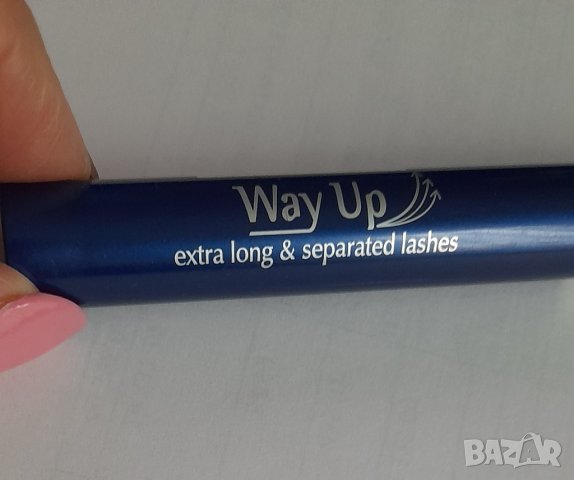 Way Up
extra long & separated lashes
BAZAR